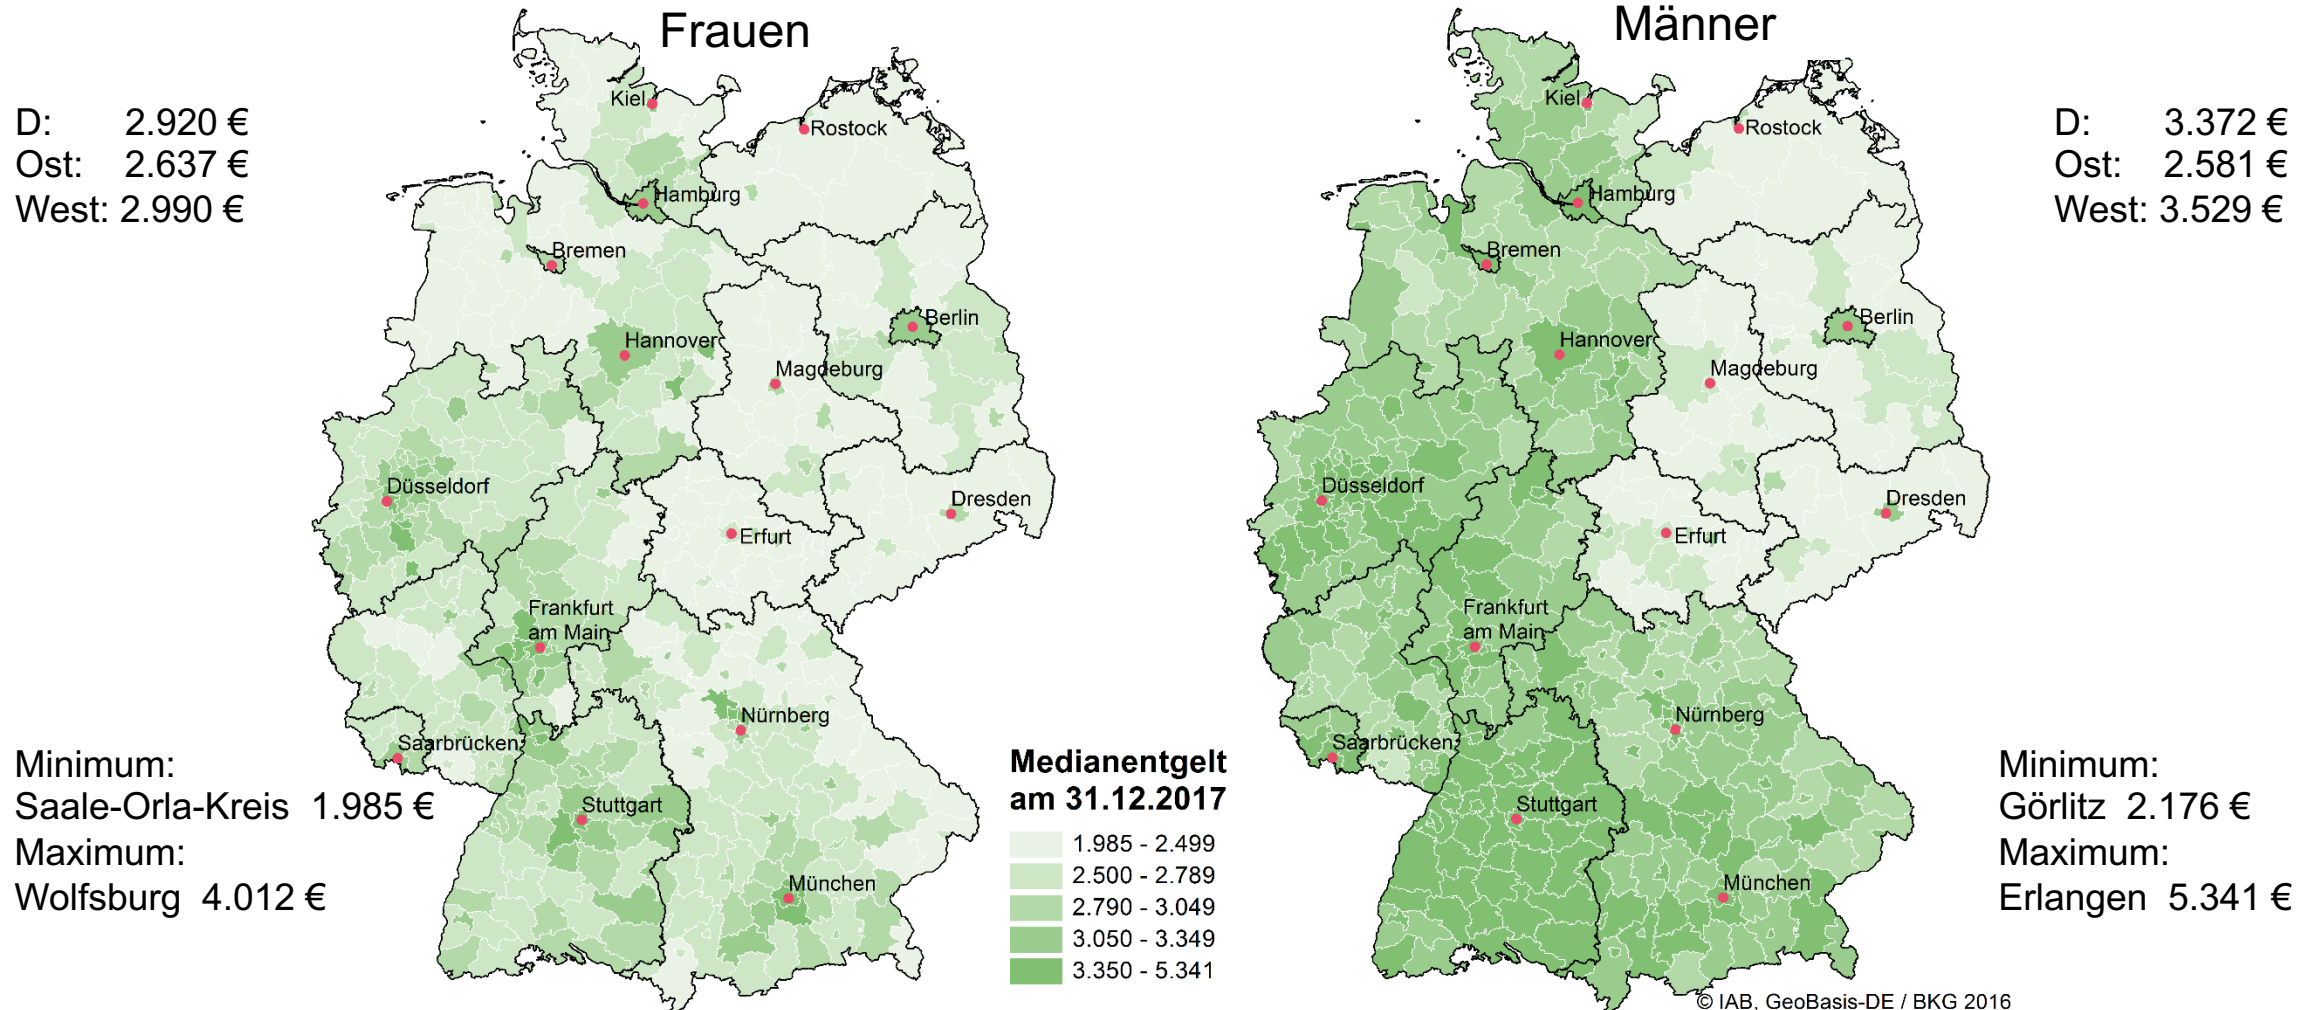 Frauen
D: 2.920 €
Ost: 2.637 €
West: 2.990 €
Kiel
Rostock
Hamburg
Bremen
Berlin
Hannover
Magdeburg
Düsseldorf
Dresden
Erfurt
Frankfurt
am Main
Nürnberg
Saarbrücken
Stuttgart
München
Minimum:
Saale-Orla-Kreis 1.985 €
Maximum:
Wolfsburg 4.012 €
Medianentgelt
am 31.12.2017
1.985 - 2.499
2.500 - 2.789
2.790 - 3.049
3.050 - 3.349
3.350 - 5.341
Männer
D: 3.372 €
Ost: 2.581 €
West: 3.529 €
Kiel
Rostock
Hamburg
Bremen
Berlin
Hannover
Magdeburg
Düsseldorf
Dresden
Erfurt
Frankfurt
am Main
Nürnberg
Saarbrücken
Stuttgart
München
Minimum:
Görlitz 2.176 €
Maximum:
Erlangen 5.341 €
© IAB, GeoBasis-DE / BKG 2016